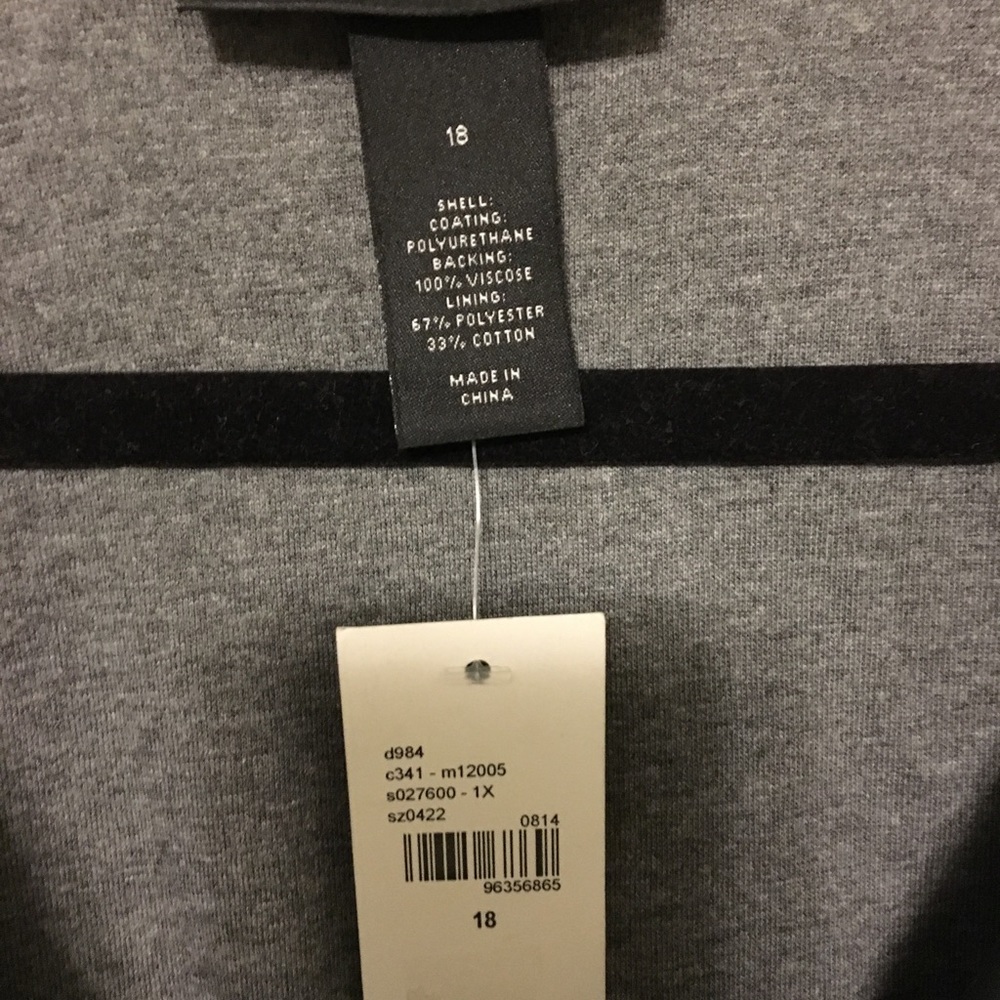 18
SHELL:
COATING:
POLYURETHANE
BACKING:
100% VISCOSE
LINING:
67% POLYESTER
33% COTTON
MADE IN
CHINA
d984
c341 - m12005
s027600 - 1X
sz0422
0814
96356865
18